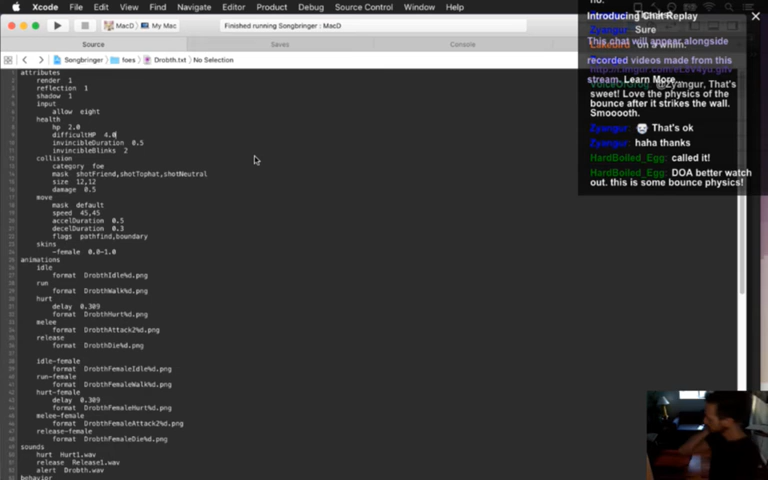 Xcode File Edit View Find Navigate Editor Product Debug Source Control Window Help
MacD My Mac Finished running Songbringer : MacD
Source Saves Console
Songbringer foes Drobth.txt No Selection
attributes
render 1
reflection 1
shadow 1
input
allow eight
health
hp 2.0
difficultHP 4.0
invincibleDuration 0.5
invincibleBlinks 2
collision
category foe
mask shotFriend,shotTophat,shotNeutral
size 12,12
damage 0.5
move
mask default
speed 45,45
accelDuration 0.5
decelDuration 0.3
flags pathfind,boundary
skins
-female 0.0-1.0
animations
idle
format DrobthIdle%d.png
run
format DrobthWalk%d.png
hurt
delay 0.309
format DrobthHurt%d.png
melee
format DrobthAttack2%d.png
release
format DrobthDie%d.png
idle-female
format DrobthFemaleIdle%d.png
run-female
format DrobthFemaleWalk%d.png
hurt-female
delay 0.309
format DrobthFemaleHurt%d.png
melee-female
format DrobthFemaleAttack2%d.png
release-female
format DrobthFemaleDie%d.png
sounds
hurt Hurt1.wav
release Release1.wav
alert Drobth.wav
behavior
no.
Introducing Chat Replay
Zyangur: Sure
This chat will appear alongside
on a whim.
recorded videos made from this
stream. Learn More
@Zyangur, That's
sweet! Love the physics of the
bounce after it strikes the wall.
Smooooth.
Zyangur: That's ok
Zyangur: haha thanks
HardBoiled_Egg: called it!
HardBoiled_Egg: DOA better watch
out. this is some bounce physics!